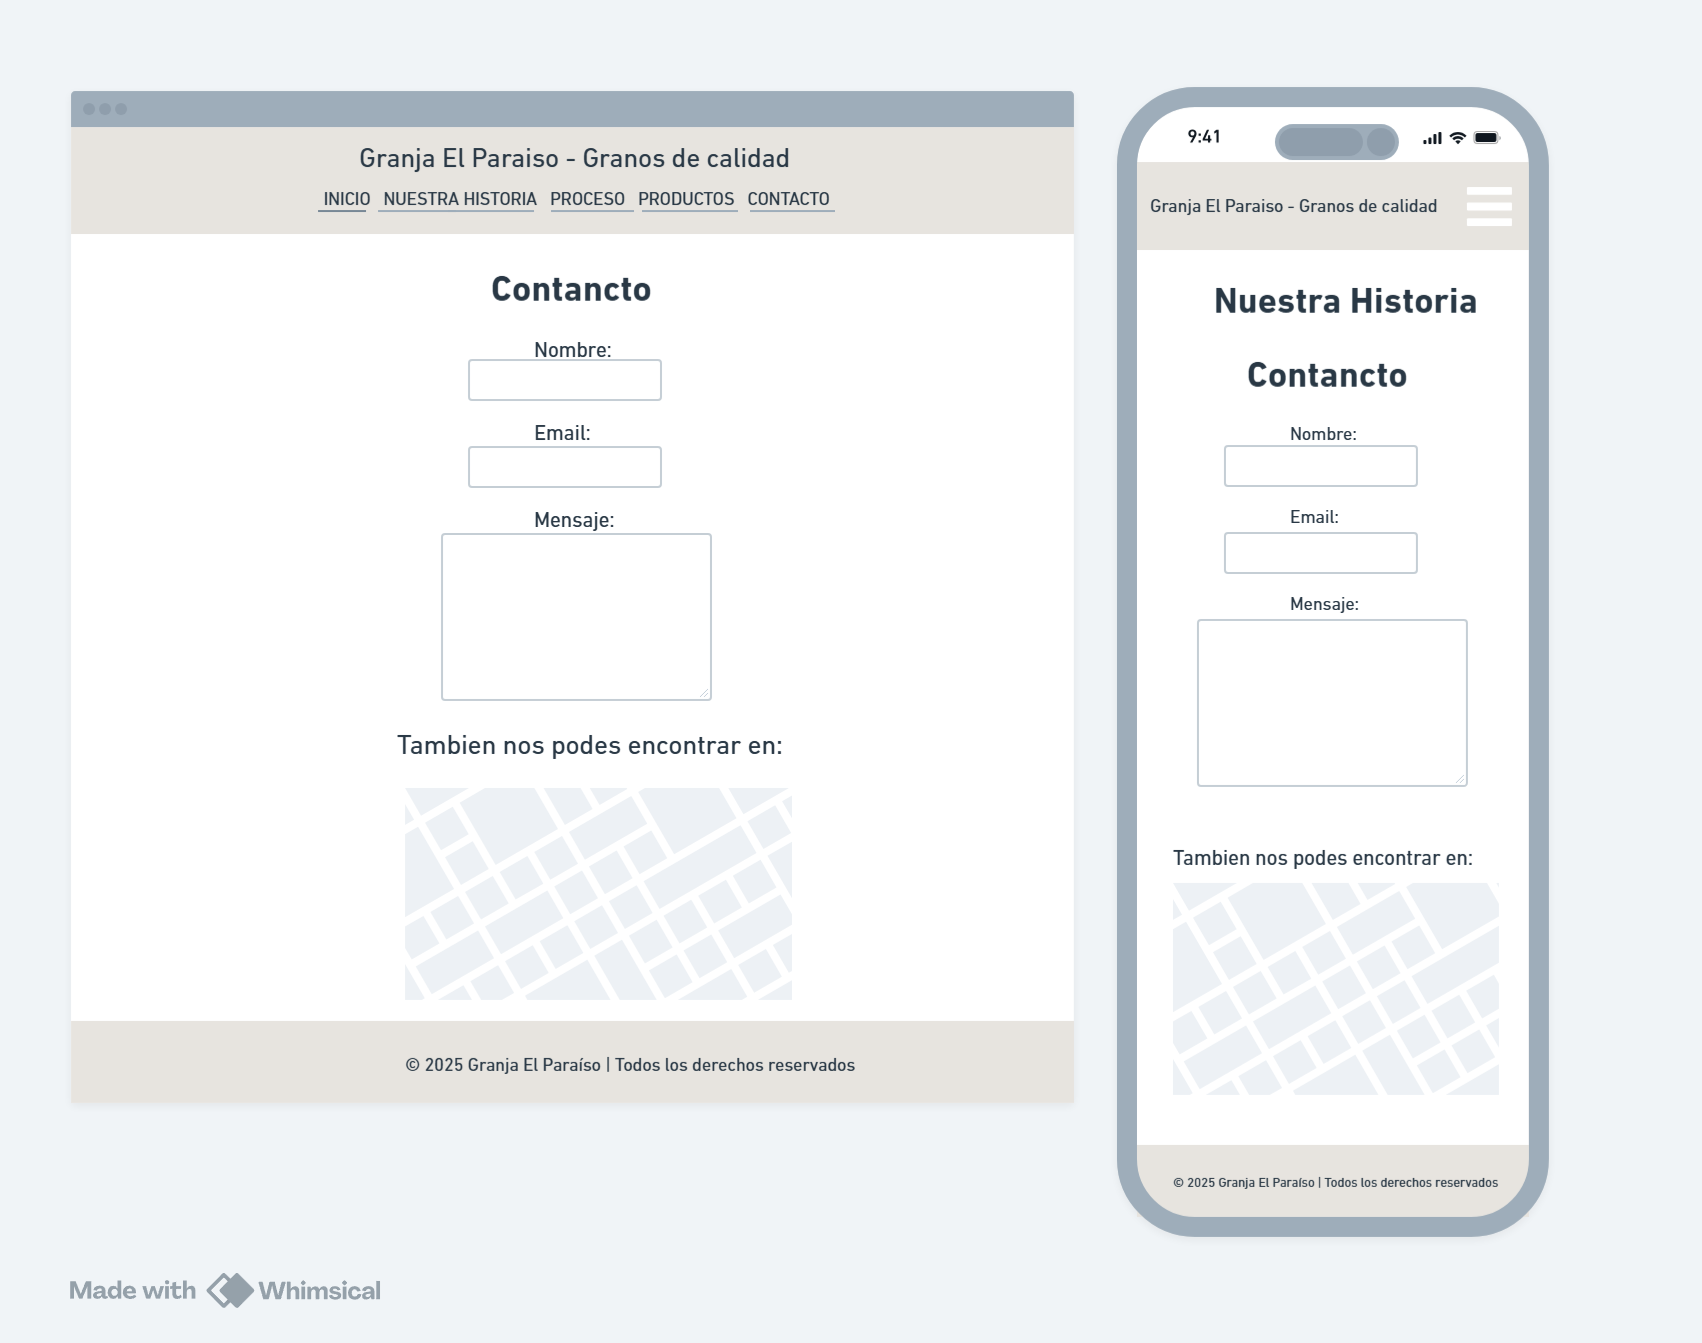 Granja El Paraiso - Granos de calidad
INICIO NUESTRA HISTORIA PROCESO PRODUCTOS CONTACTO
Contancto
Nombre:
Email:
Mensaje:
Tambien nos podes encontrar en:
© 2025 Granja El Paraíso | Todos los derechos reservados
9:41
Granja El Paraiso - Granos de calidad
Nuestra Historia
Contancto
Nombre:
Email:
Mensaje:
Tambien nos podes encontrar en:
© 2025 Granja El Paraíso | Todos los derechos reservados
Made with Whimsical